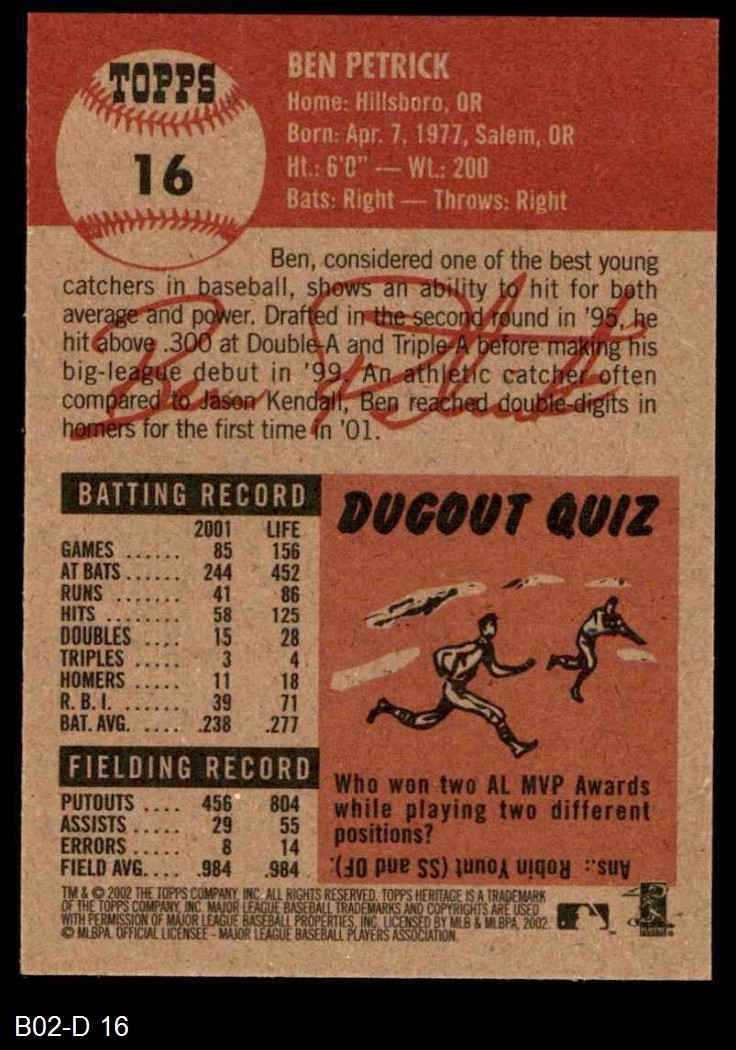 TOPPS
16
BEN PETRICK
Home: Hillsboro, OR
Born: Apr. 7, 1977, Salem, OR
Ht.: 6'0" — Wt.: 200
Bats: Right — Throws: Right
Ben, considered one of the best young
catchers in baseball, shows an ability to hit for both
average and power. Drafted in the second round in '95, he
hit above .300 at Double-A and Triple-A before making his
big-league debut in '99. An athletic catcher often
compared to Jason Kendall, Ben reached double-digits in
homers for the first time in '01.
Ben Petrick
BATTING RECORD
2001 LIFE
GAMES ...... 85 156
AT BATS ...... 244 452
RUNS ....... 41 86
HITS ........ 58 125
DOUBLES ..... 15 28
TRIPLES ..... 3 4
HOMERS ..... 11 18
R. B. I. ....... 39 71
BAT. AVG. .... .238 .277
FIELDING RECORD
PUTOUTS .... 456 804
ASSISTS ..... 29 55
ERRORS ..... 8 14
FIELD AVG.... .984 .984
DUGOUT QUIZ
Who won two AL MVP Awards
while playing two different
positions?
Ans.: Robin Yount (SS and OF).
TM & © 2002 THE TOPPS COMPANY, INC. ALL RIGHTS RESERVED. TOPPS HERITAGE IS A TRADEMARK
OF THE TOPPS COMPANY, INC. MAJOR LEAGUE BASEBALL TRADEMARKS AND COPYRIGHTS ARE USED
WITH PERMISSION OF MAJOR LEAGUE BASEBALL PROPERTIES, INC. LICENSED BY MLB & MLBPA, 2002.
© MLBPA. OFFICIAL LICENSEE - MAJOR LEAGUE BASEBALL PLAYERS ASSOCIATION.
B02-D 16